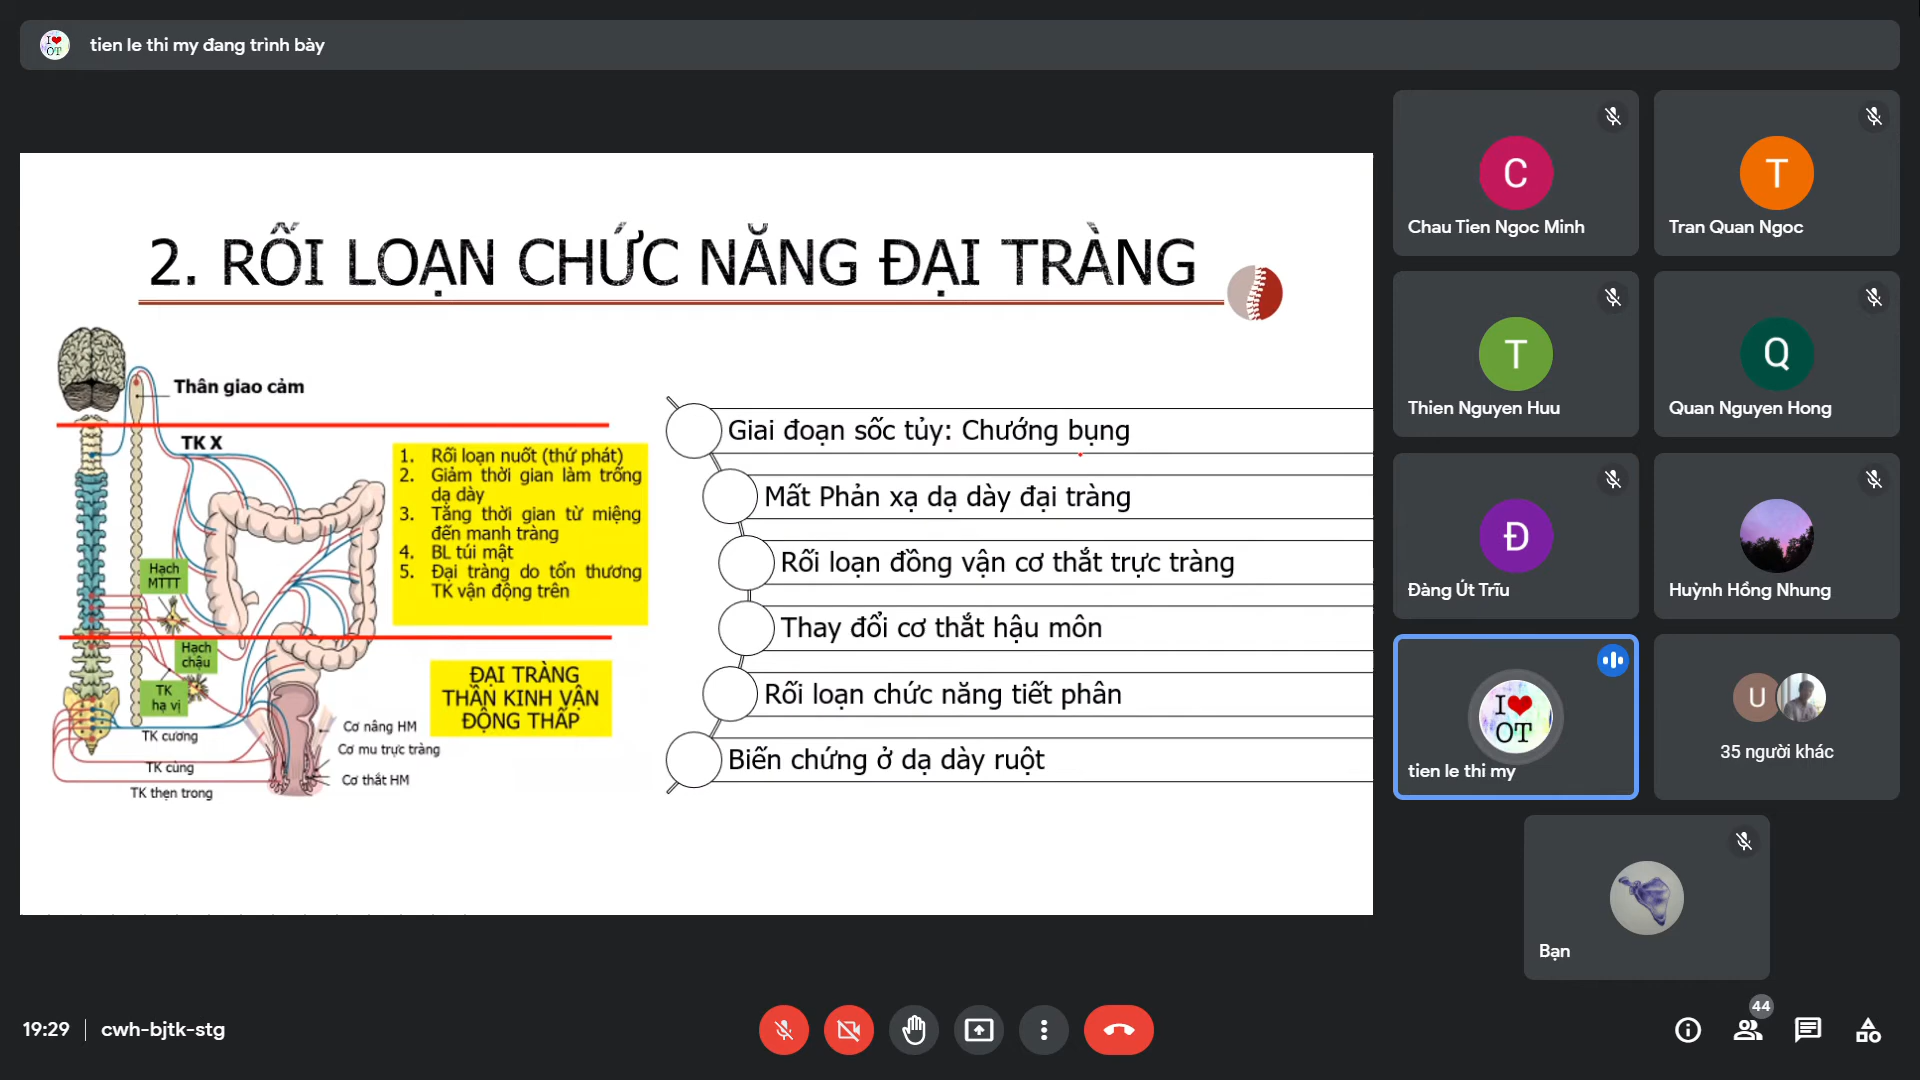 I ❤ OT
tien le thi my đang trình bày
2. RỐI LOẠN CHỨC NĂNG ĐẠI TRÀNG
Thân giao cảm
TK X
1. Rối loạn nuốt (thứ phát)
2. Giảm thời gian làm trống
dạ dày
3. Tăng thời gian từ miệng
đến manh tràng
4. BL túi mật
5. Đại tràng do tổn thương
TK vận động trên
Hạch
MTTT
Hạch
chậu
TK
hạ vị
ĐẠI TRÀNG
THẦN KINH VẬN
ĐỘNG THẤP
TK cương
TK cùng
TK thẹn trong
Cơ nâng HM
Cơ mu trực tràng
Cơ thắt HM
Giai đoạn sốc tủy: Chướng bụng
Mất Phản xạ dạ dày đại tràng
Rối loạn đồng vận cơ thắt trực tràng
Thay đổi cơ thắt hậu môn
Rối loạn chức năng tiết phân
Biến chứng ở dạ dày ruột
C
Chau Tien Ngoc Minh
T
Tran Quan Ngoc
T
Thien Nguyen Huu
Q
Quan Nguyen Hong
Đ
Đàng Út Trĩu
Huỳnh Hồng Nhung
I ❤
OT
tien le thi my
U
35 người khác
Bạn
19:29
cwh-bjtk-stg
44